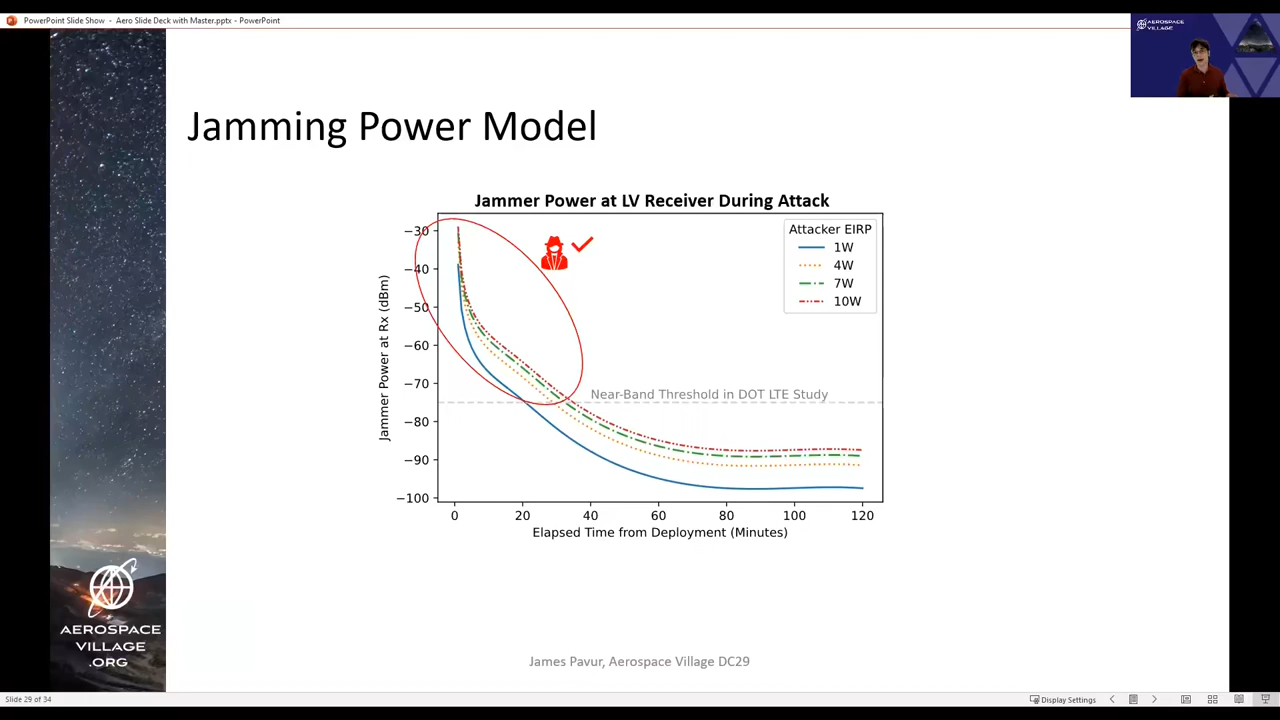 PowerPoint Slide Show - Aero Slide Deck with Master.pptx - PowerPoint
AEROSPACE
VILLAGE
Jamming Power Model
Jammer Power at LV Receiver During Attack
Attacker EIRP
1W
4W
7W
10W
Near-Band Threshold in DOT LTE Study
Jammer Power at Rx (dBm)
−30
−40
−50
−60
−70
−80
−90
−100
0 20 40 60 80 100 120
Elapsed Time from Deployment (Minutes)
AEROSPACE
VILLAGE
.ORG
James Pavur, Aerospace Village DC29
Slide 29 of 34
Display Settings